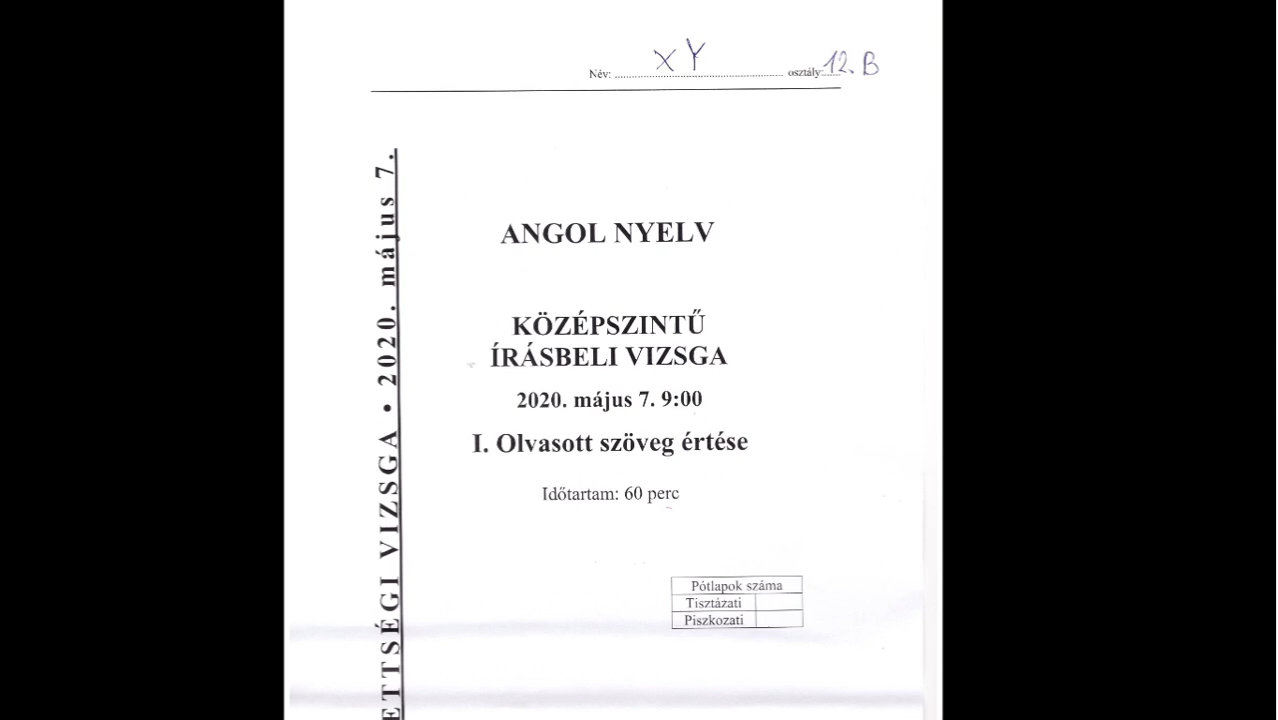 Név: XY osztály: 12. B
ETTSÉGI VIZSGA • 2020. május 7.
ANGOL NYELV
KÖZÉPSZINTŰ
ÍRÁSBELI VIZSGA
2020. május 7. 9:00
I. Olvasott szöveg értése
Időtartam: 60 perc
Pótlapok száma
Tisztázati
Piszkozati